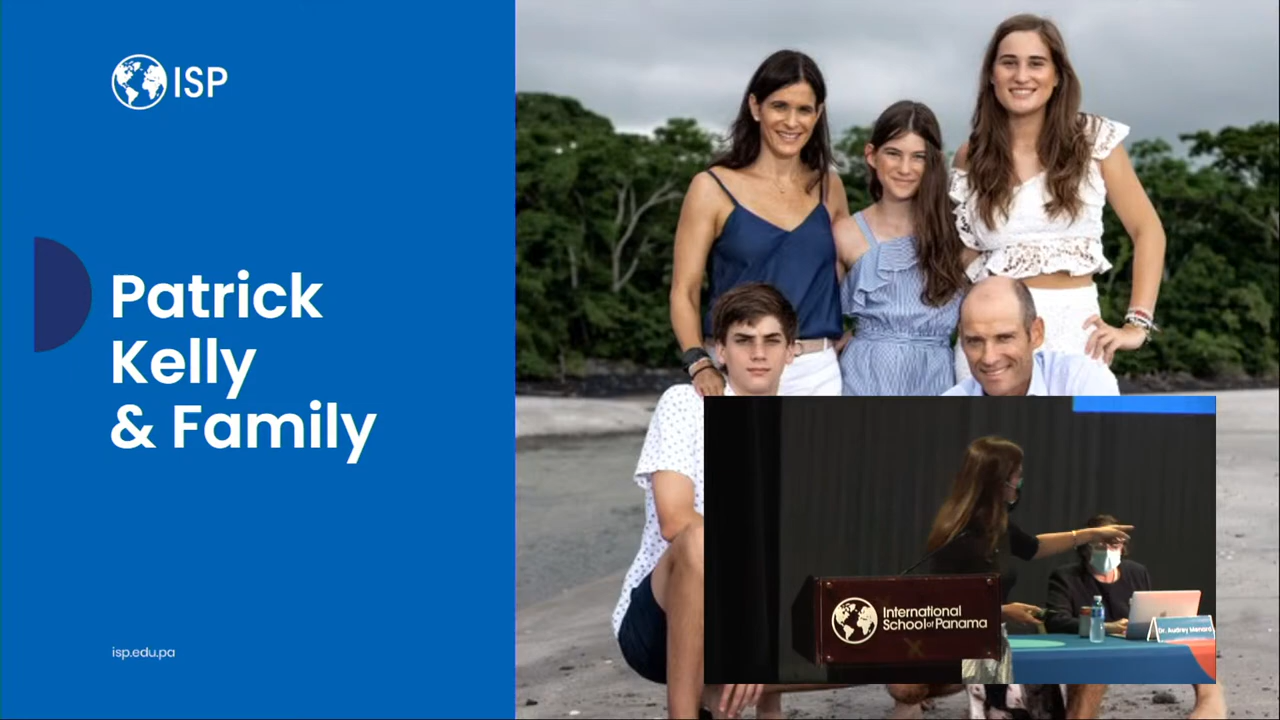 ISP
Patrick
Kelly
& Family
isp.edu.pa
International
School of Panama